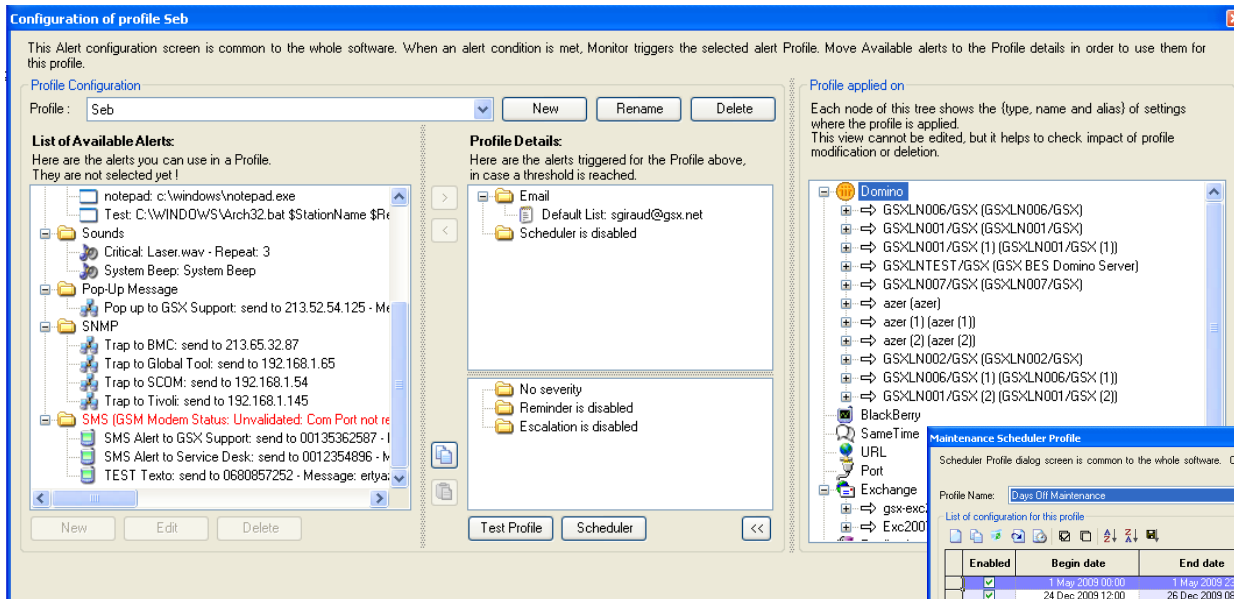 Configuration of profile Seb
This Alert configuration screen is common to the whole software. When an alert condition is met, Monitor triggers the selected alert Profile. Move Available alerts to the Profile details in order to use them for
this profile.
Profile Configuration
Profile :
Seb
New
Rename
Delete
List of Available Alerts:
Here are the alerts you can use in a Profile.
They are not selected yet !
notepad: c:\windows\notepad.exe
Test: C:\WINDOWS\Arch32.bat $StationName $Re
Sounds
Critical: Laser.wav - Repeat: 3
System Beep: System Beep
Pop-Up Message
Pop up to GSX Support: send to 213.52.54.125 - Me
SNMP
Trap to BMC: send to 213.65.32.87
Trap to Global Tool: send to 192.168.1.65
Trap to SCOM: send to 192.168.1.54
Trap to Tivoli: send to 192.168.1.145
SMS (GSM Modem Status: Unvalidated: Com Port not re
SMS Alert to GSX Support: send to 00135362587 -
SMS Alert to Service Desk: send to 0012354896 - M
TEST Texto: send to 0680857252 - Message: ertya
New
Edit
Delete
>
<
Profile Details:
Here are the alerts triggered for the Profile above,
in case a threshold is reached.
Email
Default List: sgiraud@gsx.net
Scheduler is disabled
No severity
Reminder is disabled
Escalation is disabled
Test Profile
Scheduler
<<
Profile applied on
Each node of this tree shows the {type, name and alias} of settings
where the profile is applied.
This view cannot be edited, but it helps to check impact of profile
modification or deletion.
Domino
GSXLN006/GSX (GSXLN006/GSX)
GSXLN001/GSX (GSXLN001/GSX)
GSXLN001/GSX (1) (GSXLN001/GSX (1))
GSXLNTEST/GSX (GSX BES Domino Server)
GSXLN007/GSX (GSXLN007/GSX)
azer (azer)
azer (1) (azer (1))
azer (2) (azer (2))
GSXLN002/GSX (GSXLN002/GSX)
GSXLN006/GSX (1) (GSXLN006/GSX (1))
GSXLN001/GSX (2) (GSXLN001/GSX (2))
BlackBerry
SameTime
URL
Port
Exchange
gsx-exc
Exc200
Maintenance Scheduler Profile
Scheduler Profile dialog screen is common to the whole software.
Profile Name:
Days Off Maintenance
List of configuration for this profile
Enabled
Begin date
End date
1 May 2009 00:00
1 May 2009 23
24 Dec 2009 12:00
26 Dec 2009 08